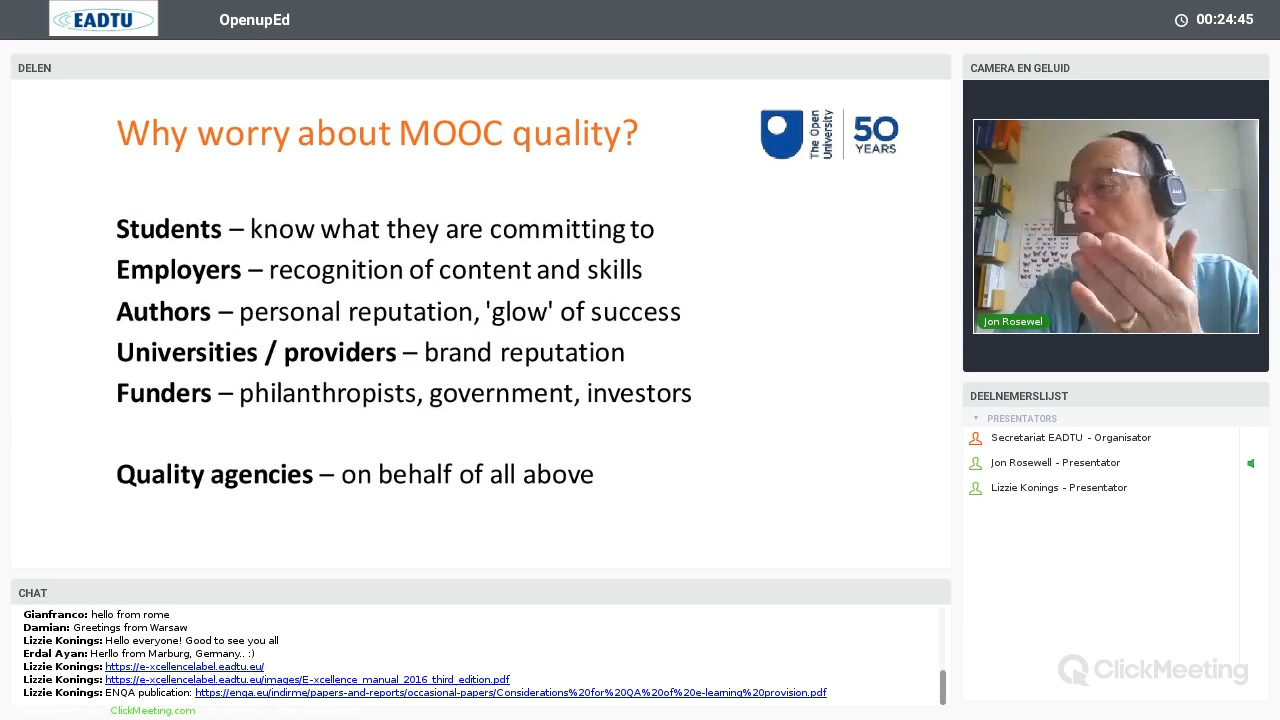 EADTU
OpenupEd
00:24:45
DELEN
Why worry about MOOC quality?
The Open
University
50
YEARS
Students – know what they are committing to
Employers – recognition of content and skills
Authors – personal reputation, 'glow' of success
Universities / providers – brand reputation
Funders – philanthropists, government, investors
Quality agencies – on behalf of all above
CAMERA EN GELUID
Jon Rosewel
DEELNEMERSLIJST
PRESENTATORS
Secretariat EADTU - Organisator
Jon Rosewell - Presentator
Lizzie Konings - Presentator
CHAT
Gianfranco: hello from rome
Damian: Greetings from Warsaw
Lizzie Konings: Hello everyone! Good to see you all
Erdal Ayan: Herllo from Marburg, Germany.. :)
Lizzie Konings: https://e-xcellencelabel.eadtu.eu/
Lizzie Konings: https://e-xcellencelabel.eadtu.eu/images/E-xcellence_manual_2016_third_edition.pdf
Lizzie Konings: ENQA publication: https://enqa.eu/indirme/papers-and-reports/occasional-papers/Considerations%20for%20QA%20of%20e-learning%20provision.pdf
ClickMeeting
ClickMeeting.com